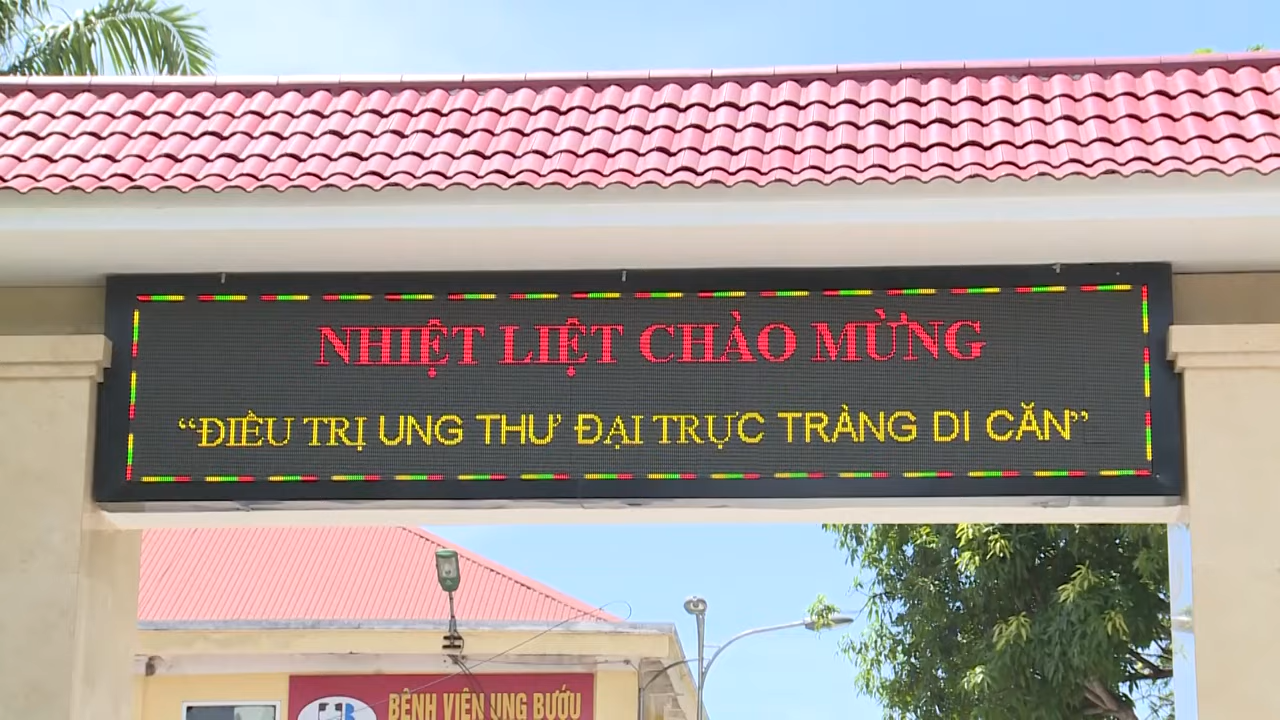 NHIỆT LIỆT CHÀO MỪNG
“ĐIỀU TRỊ UNG THƯ ĐẠI TRỰC TRÀNG DI CĂN”
BỆNH VIỆN UNG BƯỚU